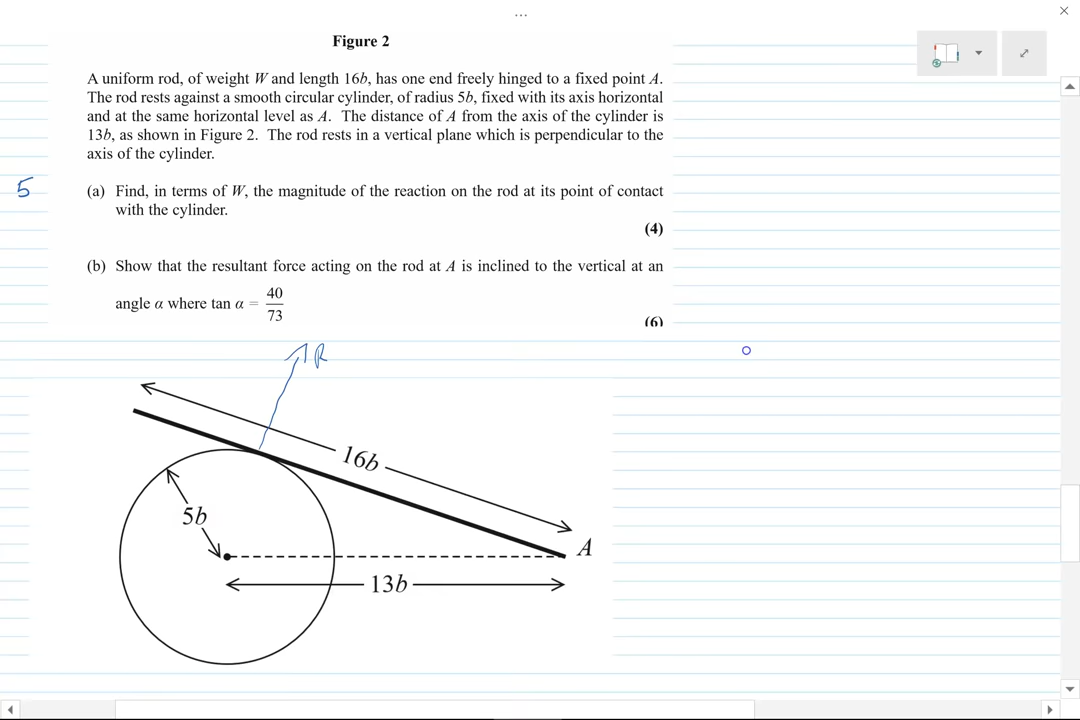 Figure 2
A uniform rod, of weight W and length 16b, has one end freely hinged to a fixed point A.
The rod rests against a smooth circular cylinder, of radius 5b, fixed with its axis horizontal
and at the same horizontal level as A. The distance of A from the axis of the cylinder is
13b, as shown in Figure 2. The rod rests in a vertical plane which is perpendicular to the
axis of the cylinder.
5
(a) Find, in terms of W, the magnitude of the reaction on the rod at its point of contact
with the cylinder.
(4)
(b) Show that the resultant force acting on the rod at A is inclined to the vertical at an
angle α where tan α = 40/73
(6)
R
16b
5b
A
13b